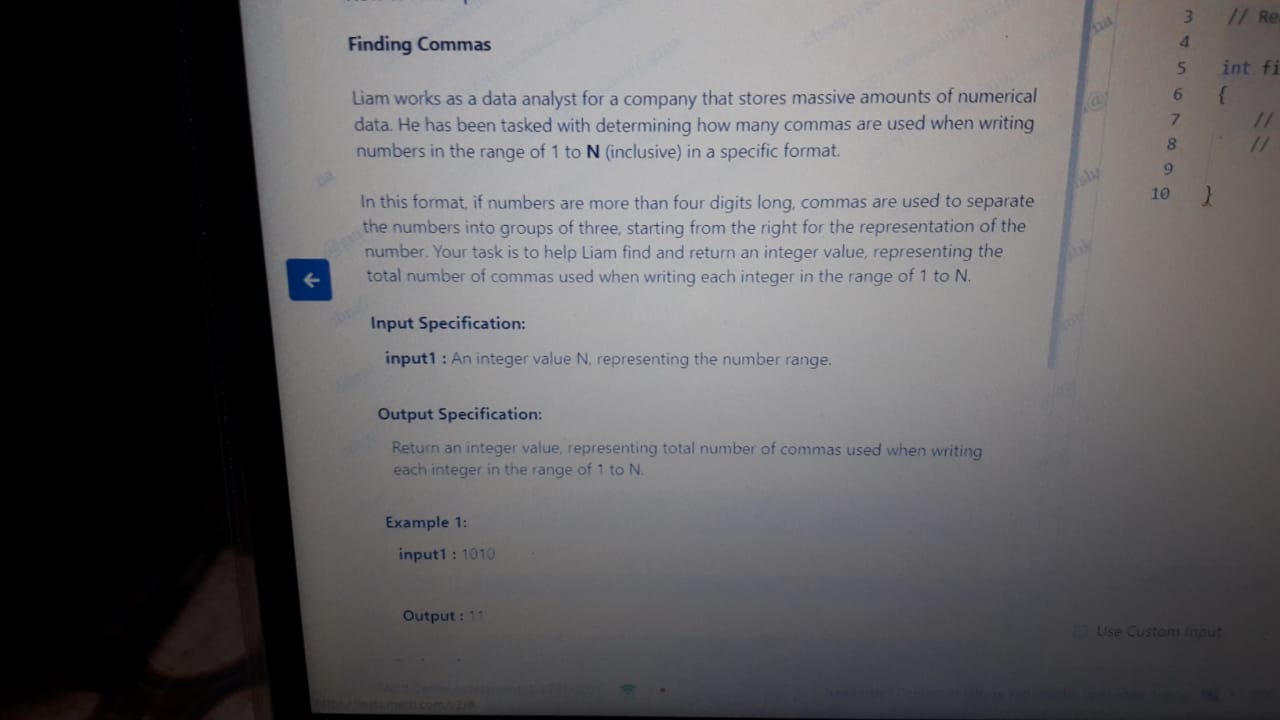 Finding Commas
Liam works as a data analyst for a company that stores massive amounts of numerical
data. He has been tasked with determining how many commas are used when writing
numbers in the range of 1 to N (inclusive) in a specific format.
In this format, if numbers are more than four digits long, commas are used to separate
the numbers into groups of three, starting from the right for the representation of the
number. Your task is to help Liam find and return an integer value, representing the
total number of commas used when writing each integer in the range of 1 to N.
Input Specification:
input1 : An integer value N, representing the number range.
Output Specification:
Return an integer value, representing total number of commas used when writing
each integer in the range of 1 to N.
Example 1:
input1 : 1010
Output : 11
3 // Re
4
5 int fi
6 {
7 //
8 //
9
10 }
Use Custom Input